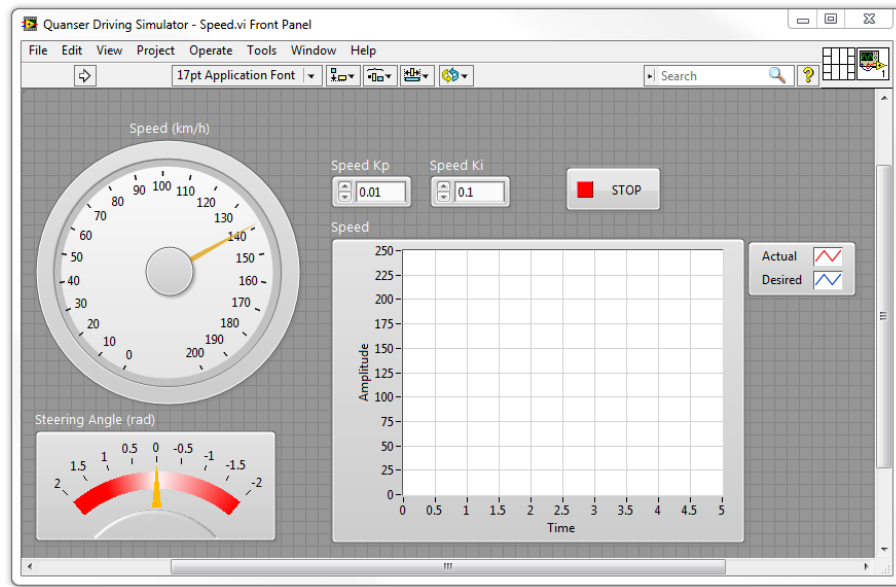 Quanser Driving Simulator - Speed.vi Front Panel
File Edit View Project Operate Tools Window Help
17pt Application Font
Search
?
1
Speed (km/h)
0
10
20
30
40
50
60
70
80
90
100
110
120
130
140
150
160
170
180
190
200
Speed Kp
0.01
Speed Ki
0.1
STOP
Speed
Amplitude
250
225
200
175
150
125
100
75
50
25
0
0 0.5 1 1.5 2 2.5 3 3.5 4 4.5 5
Time
Actual
Desired
Steering Angle (rad)
2 1.5 1 0.5 0 -0.5 -1 -1.5 -2